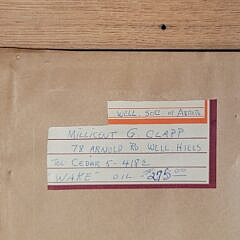 WELL. SOC. OF ARTISTS
MILLICENT G CLAPP
78 ARNOLD RD WELL. HILLS
TEL CEDAR 5-4182
"WAKE" OIL $275.00